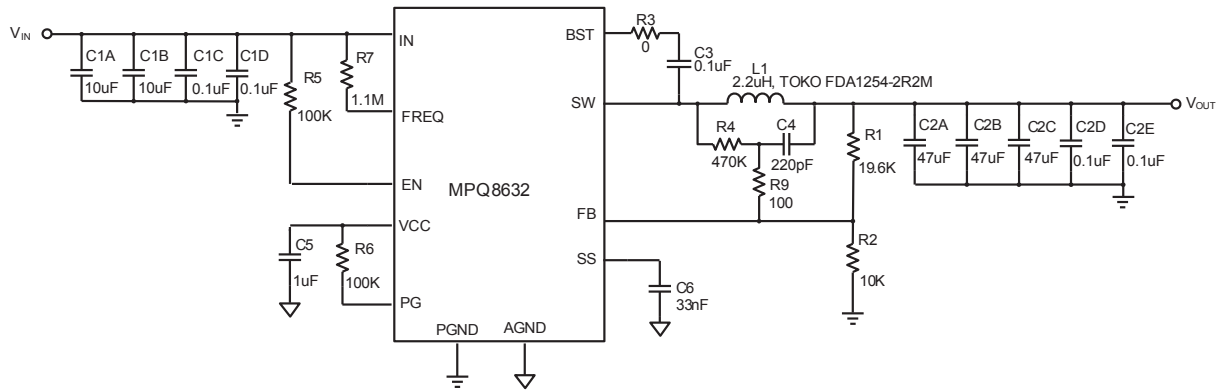 VIN
C1A
10uF
C1B
10uF
C1C
0.1uF
C1D
0.1uF
R5
100K
R7
1.1M
IN
FREQ
EN
VCC
PG
C5
1uF
R6
100K
MPQ8632
PGND
AGND
BST
SW
FB
SS
R3
0
C3
0.1uF
L1
2.2uH, TOKO FDA1254-2R2M
R4
470K
C4
220pF
R9
100
R1
19.6K
R2
10K
C6
33nF
C2A
47uF
C2B
47uF
C2C
47uF
C2D
0.1uF
C2E
0.1uF
VOUT